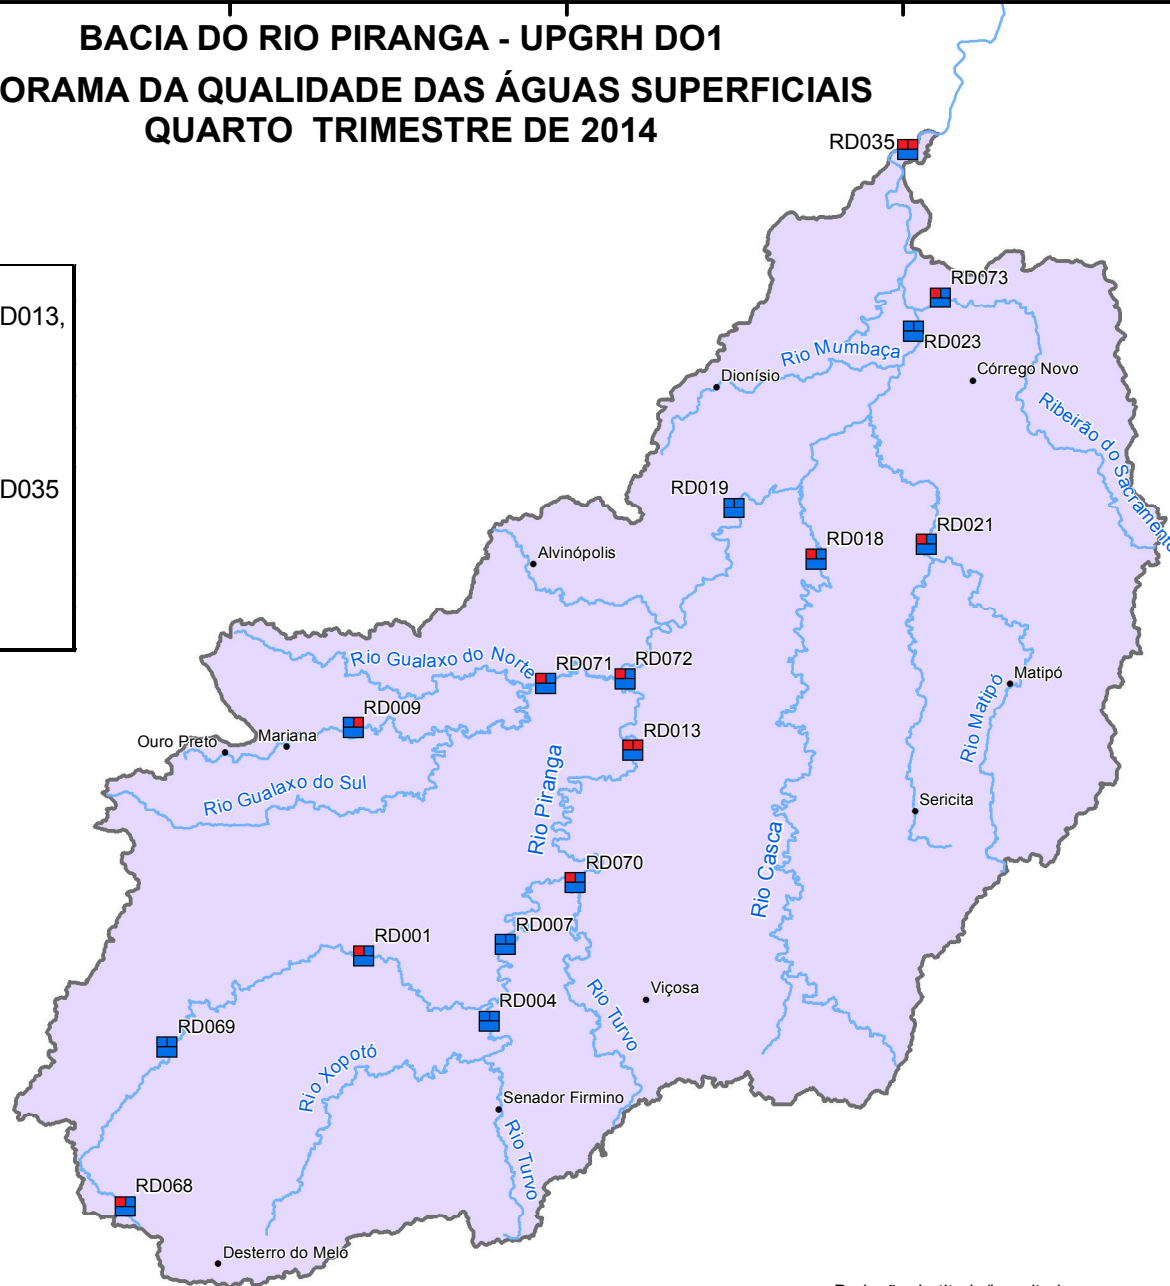 BACIA DO RIO PIRANGA - UPGRH DO1
ORAMA DA QUALIDADE DAS ÁGUAS SUPERFICIAIS
QUARTO TRIMESTRE DE 2014
RD035
D013,
RD073
RD023
Rio Mumbaça
Córrego Novo
Dionísio
Ribeirão do Sacramento
D035
RD019
RD021
RD018
Alvinópolis
Rio Gualaxo do Norte
RD071
RD072
Matipó
RD009
Rio Matipó
RD013
Mariana
Ouro Preto
Rio Gualaxo do Sul
Rio Piranga
Sericita
Rio Casca
RD070
RD007
RD001
Viçosa
RD004
Rio Turvo
RD069
Rio Xopotó
Senador Firmino
Rio Turvo
RD068
Desterro do Melo